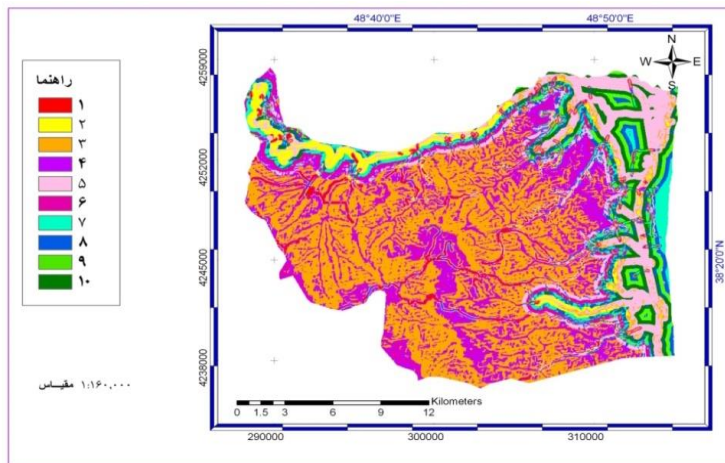 48°40'0"E
48°50'0"E
N
W E
S
راهنما
۱
۲
۳
۴
۵
۶
۷
۸
۹
۱۰
4259000
4252000
4245000
4238000
38°20'0"N
مقیاس ۱:۱۶۰,۰۰۰
Kilometers
0 1.5 3 6 9 12
290000
300000
310000